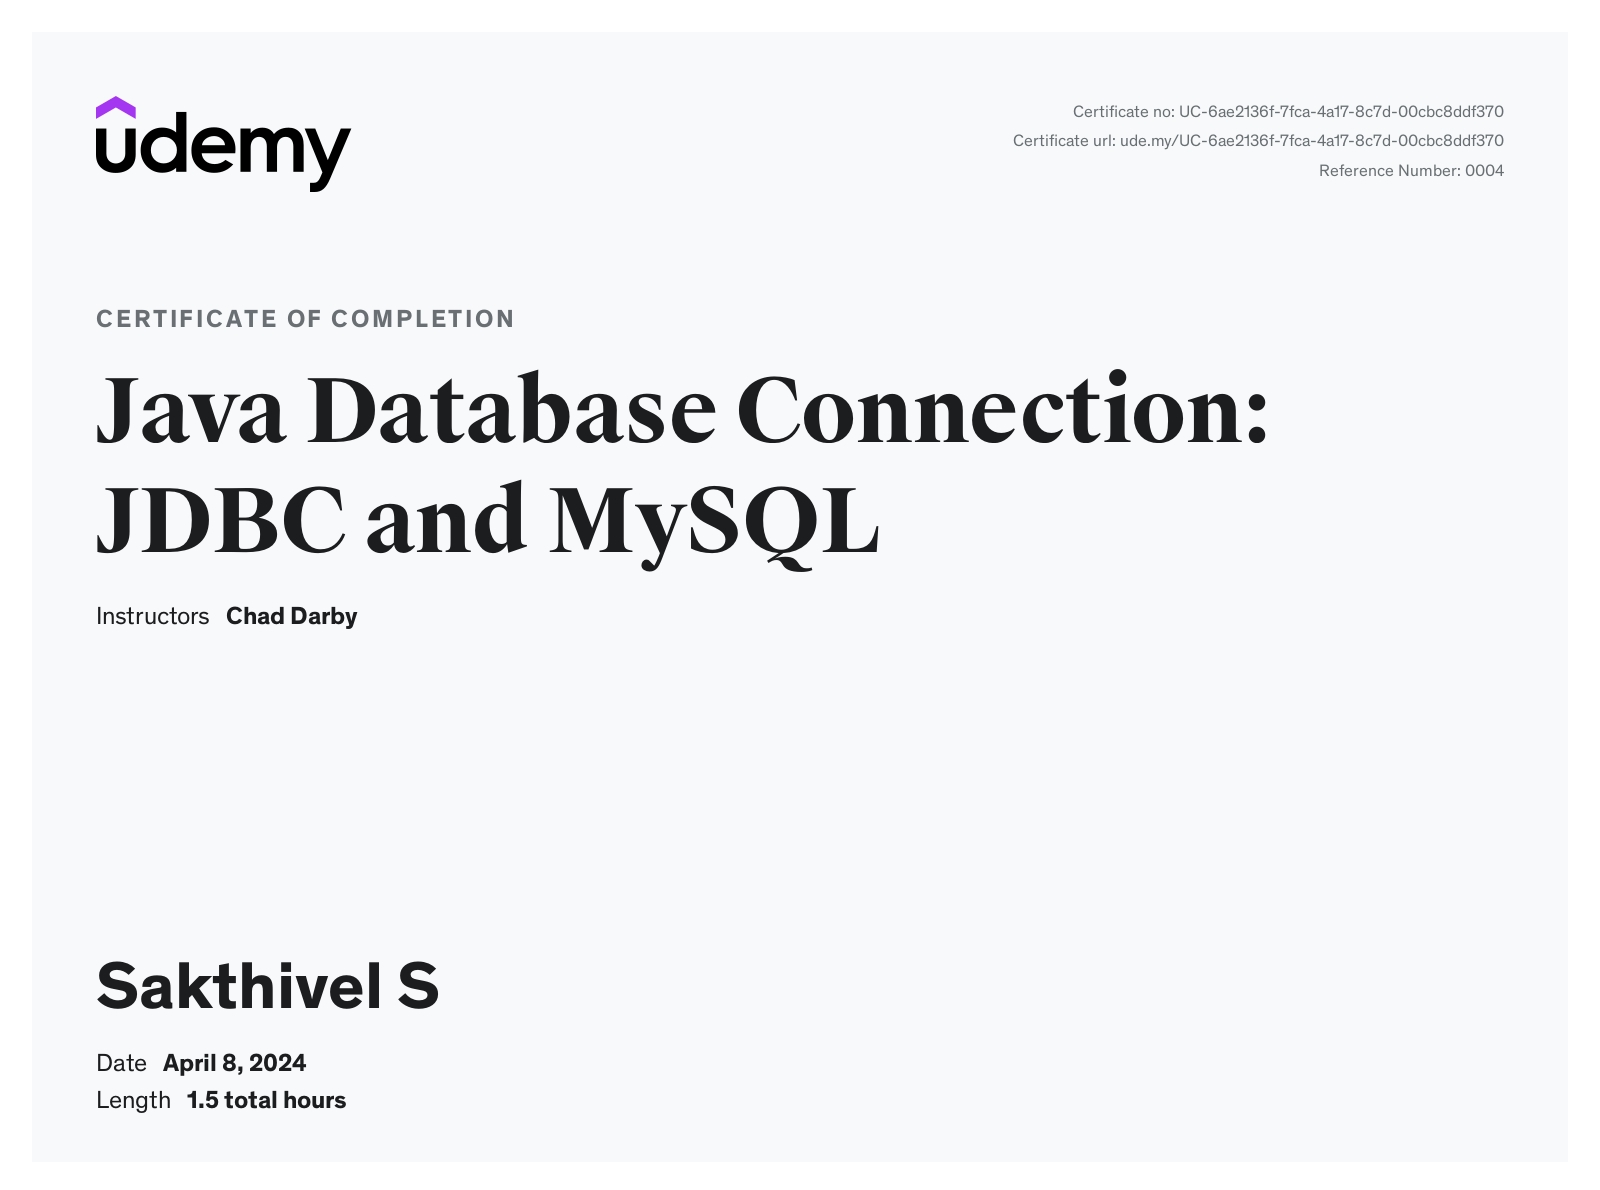 udemy
Certificate no: UC-6ae2136f-7fca-4a17-8c7d-00cbc8ddf370
Certificate url: ude.my/UC-6ae2136f-7fca-4a17-8c7d-00cbc8ddf370
Reference Number: 0004
CERTIFICATE OF COMPLETION
Java Database Connection:
JDBC and MySQL
Instructors Chad Darby
Sakthivel S
Date April 8, 2024
Length 1.5 total hours